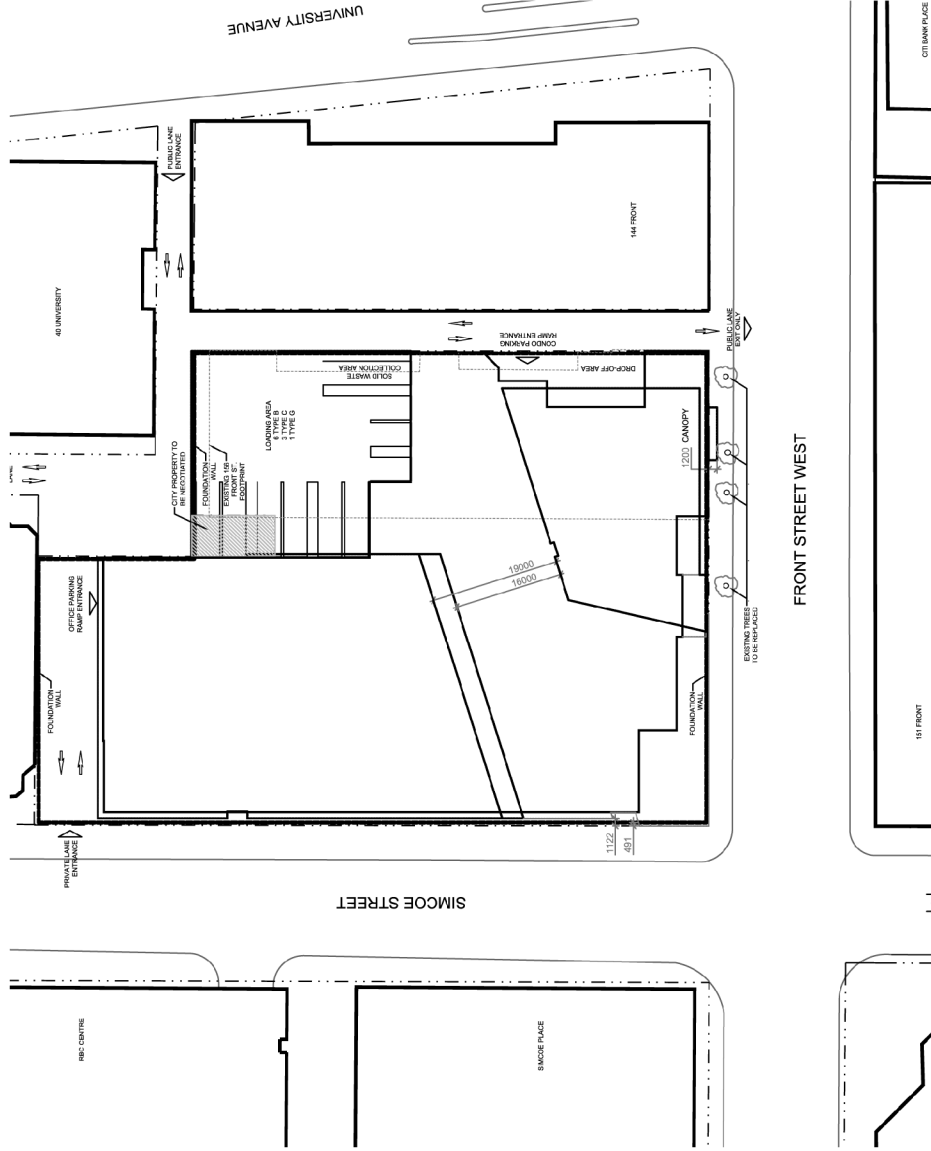 UNIVERSITY AVENUE
CITI BANK PLACE
PUBLIC LANE
ENTRANCE
144 FRONT
40 UNIVERSITY
CONDO PARKING
RAMP ENTRANCE
PUBLIC LANE
EXIT ONLY
SOLID WASTE
COLLECTION AREA
DROP-OFF AREA
LOADING AREA
6 TYPE B
3 TYPE C
1 TYPE G
CITY PROPERTY TO
BE NEGOTIATED
FOUNDATION
WALL
EXISTING 156
FRONT ST.
FOOTPRINT
1200
CANOPY
FRONT STREET WEST
19000
16000
OFFICE PARKING
RAMP ENTRANCE
EXISTING TREES
TO BE REPLACED
FOUNDATION
WALL
FOUNDATION
WALL
151 FRONT
PRIVATE LANE
ENTRANCE
1122
491
SIMCOE STREET
RBC CENTRE
SIMCOE PLACE